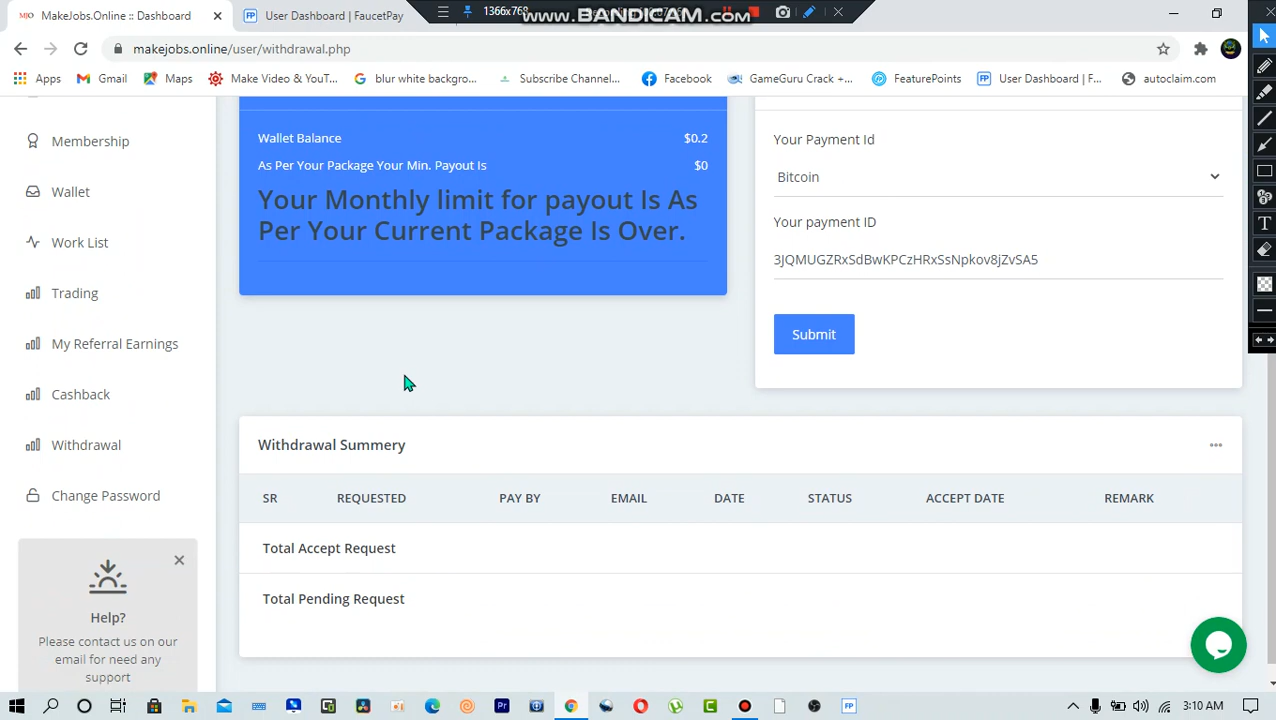 MakeJobs.Online :: Dashboard
User Dashboard | FaucetPay
1366x768
www.BANDICAM.com
makejobs.online/user/withdrawal.php
Apps
Gmail
Maps
Make Video & YouT...
blur white backgro...
Subscribe Channel...
Facebook
GameGuru Csharp +...
FeaturePoints
User Dashboard | F...
autoclaim.com
Membership
Wallet
Work List
Trading
My Referral Earnings
Cashback
Withdrawal
Change Password
Help?
Please contact us on our
email for need any
support
Wallet Balance $0.2
As Per Your Package Your Min. Payout Is $0
Your Monthly limit for payout Is As
Per Your Current Package Is Over.
Your Payment Id
Bitcoin
Your payment ID
3JQMUGZRxSdBwKPCzHRxSsNpkov8jZvSA5
Submit
Withdrawal Summery
SR REQUESTED PAY BY EMAIL DATE STATUS ACCEPT DATE REMARK
Total Accept Request
Total Pending Request
3:10 AM